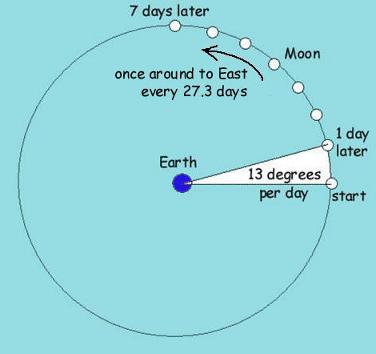 7 days later
Moon
once around to East
every 27.3 days
1 day
later
Earth
13 degrees
per day
start